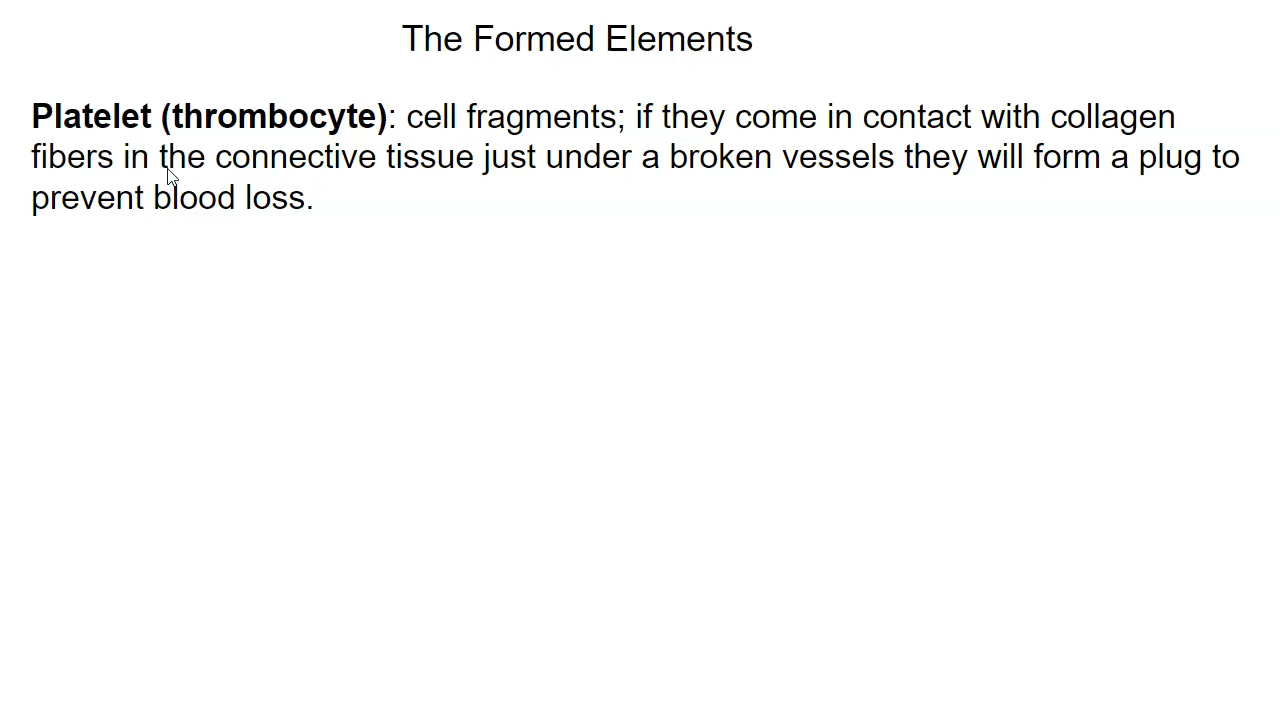 The Formed Elements
Platelet (thrombocyte): cell fragments; if they come in contact with collagen
fibers in the connective tissue just under a broken vessels they will form a plug to
prevent blood loss.